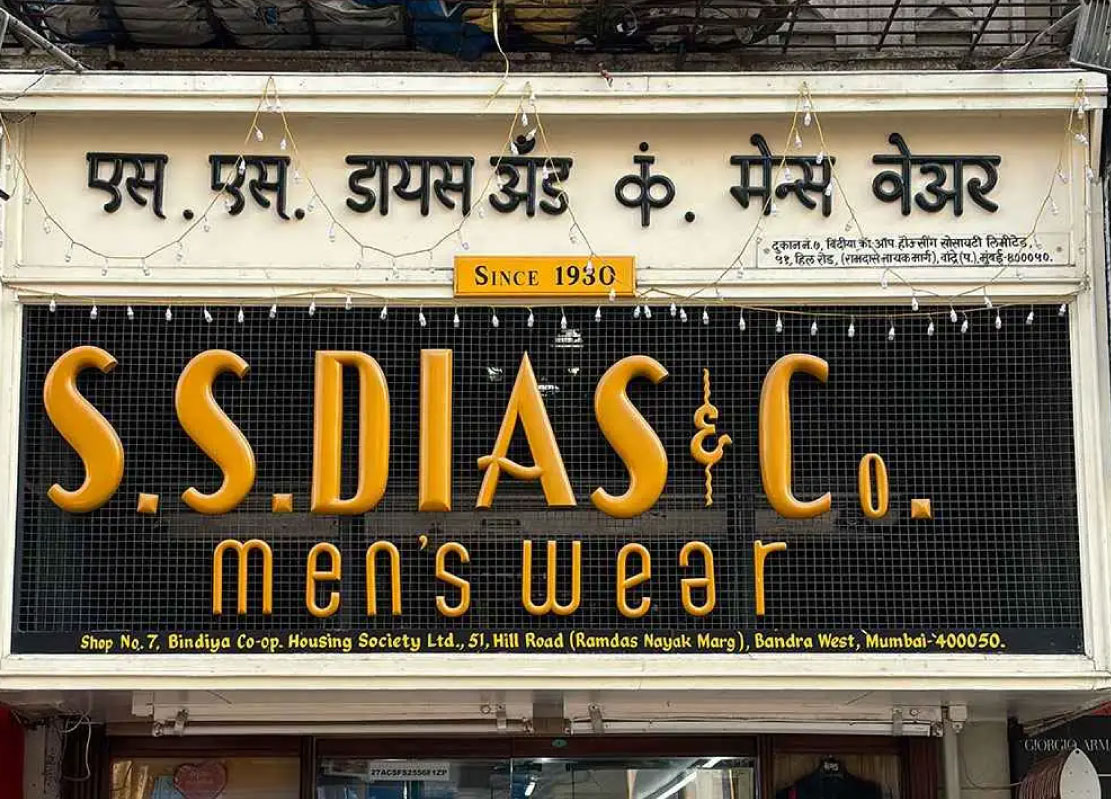 एस. एस. डायस अँड कं. मेन्स वेअर
दुकान नं.७, बिंदीया को ऑप. हौऊसींग सोसायटी लिमीटेड,
५१, हिल रोड, (रामदास नायक मार्ग), वांद्रे (प.), मुंबई-४०००५०.
SINCE 1930
S.S.DIAS & Co.
men's wear
Shop No. 7, Bindiya Co-op. Housing Society Ltd., 51, Hill Road (Ramdas Nayak Marg), Bandra West, Mumbai-400050.
GIORGIO ARM